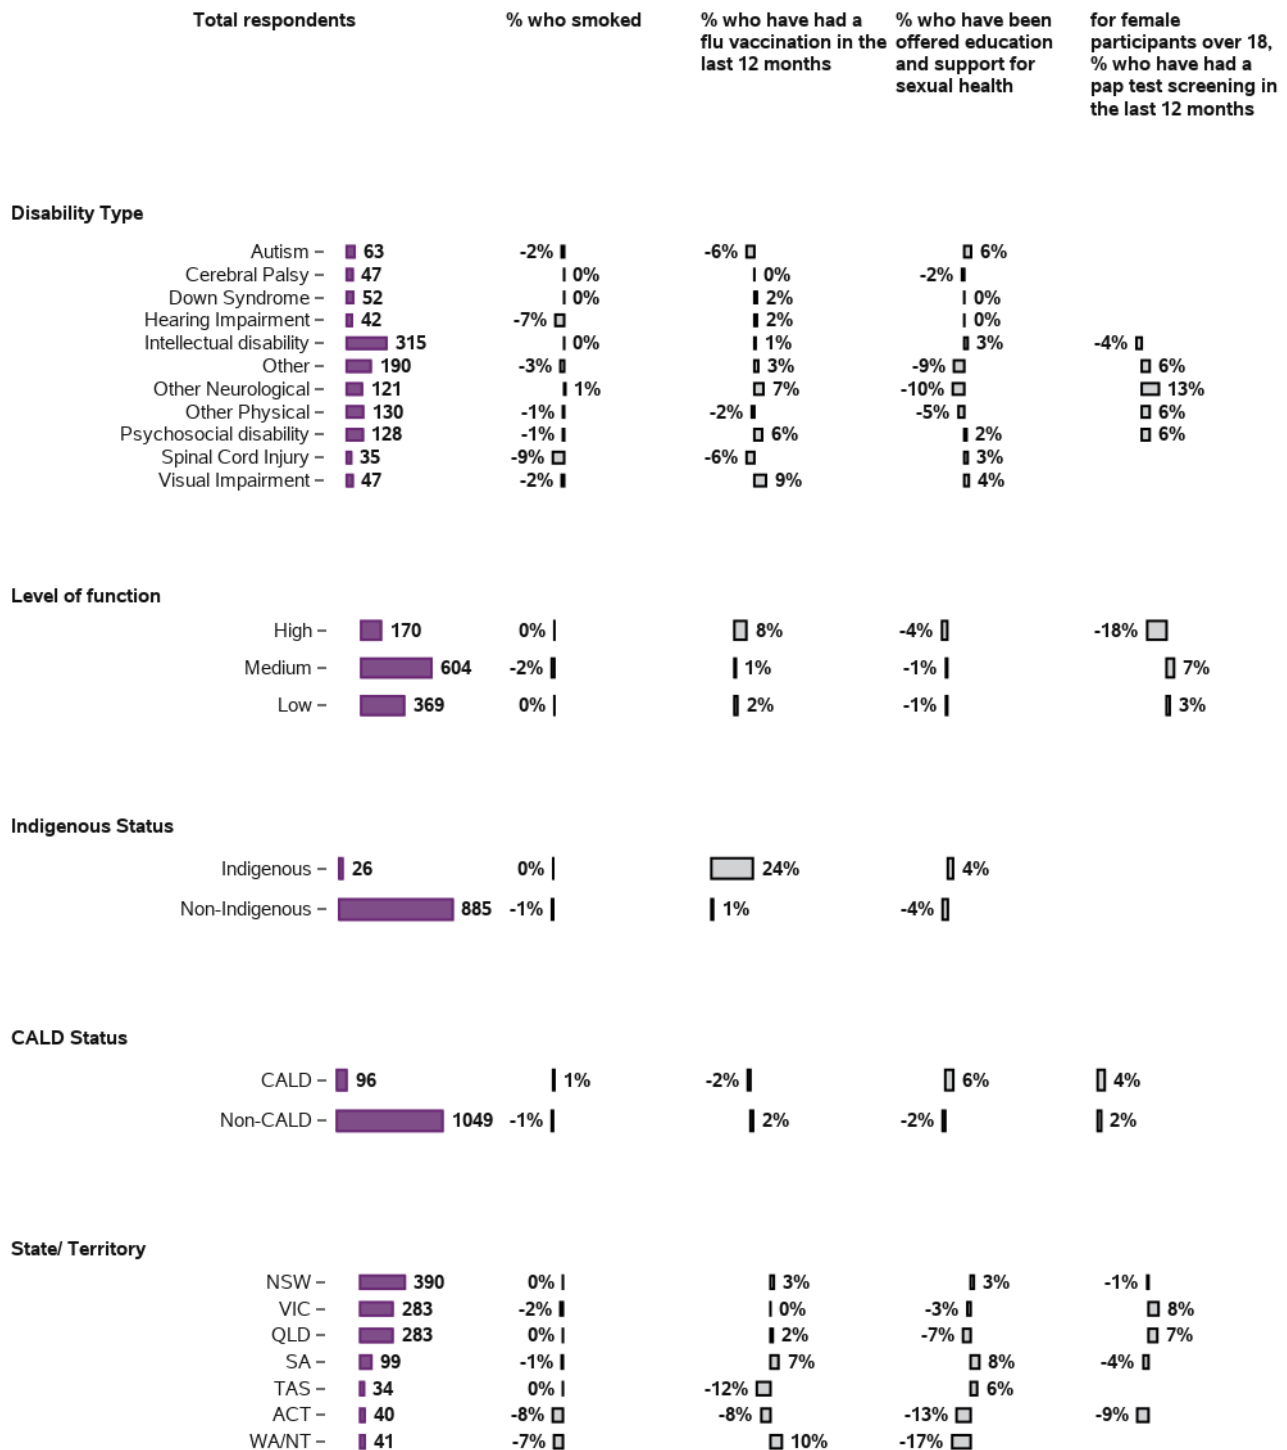 Total respondents
% who smoked
% who have had a
flu vaccination in the
last 12 months
% who have been
offered education
and support for
sexual health
for female
participants over 18,
% who have had a
pap test screening in
the last 12 months
Disability Type
Autism 63 -2% -6% 6%
Cerebral Palsy 47 0% 0% -2%
Down Syndrome 52 0% 2% 0%
Hearing Impairment 42 -7% 2% 0%
Intellectual disability 315 0% 1% 3% -4%
Other 190 -3% 3% -9% 6%
Other Neurological 121 1% 7% -10% 13%
Other Physical 130 -1% -2% -5% 6%
Psychosocial disability 128 -1% 6% 2% 6%
Spinal Cord Injury 35 -9% -6% 3%
Visual Impairment 47 -2% 9% 4%
Level of function
High 170 0% 8% -4% -18%
Medium 604 -2% 1% -1% 7%
Low 369 0% 2% -1% 3%
Indigenous Status
Indigenous 26 0% 24% 4%
Non-Indigenous 885 -1% 1% -4%
CALD Status
CALD 96 1% -2% 6% 4%
Non-CALD 1049 -1% 2% -2% 2%
State/ Territory
NSW 390 0% 3% 3% -1%
VIC 283 -2% 0% -3% 8%
QLD 283 0% 2% -7% 7%
SA 99 -1% 7% 8% -4%
TAS 34 0% -12% 6%
ACT 40 -8% -8% -13% -9%
WA/NT 41 -7% 10% -17%